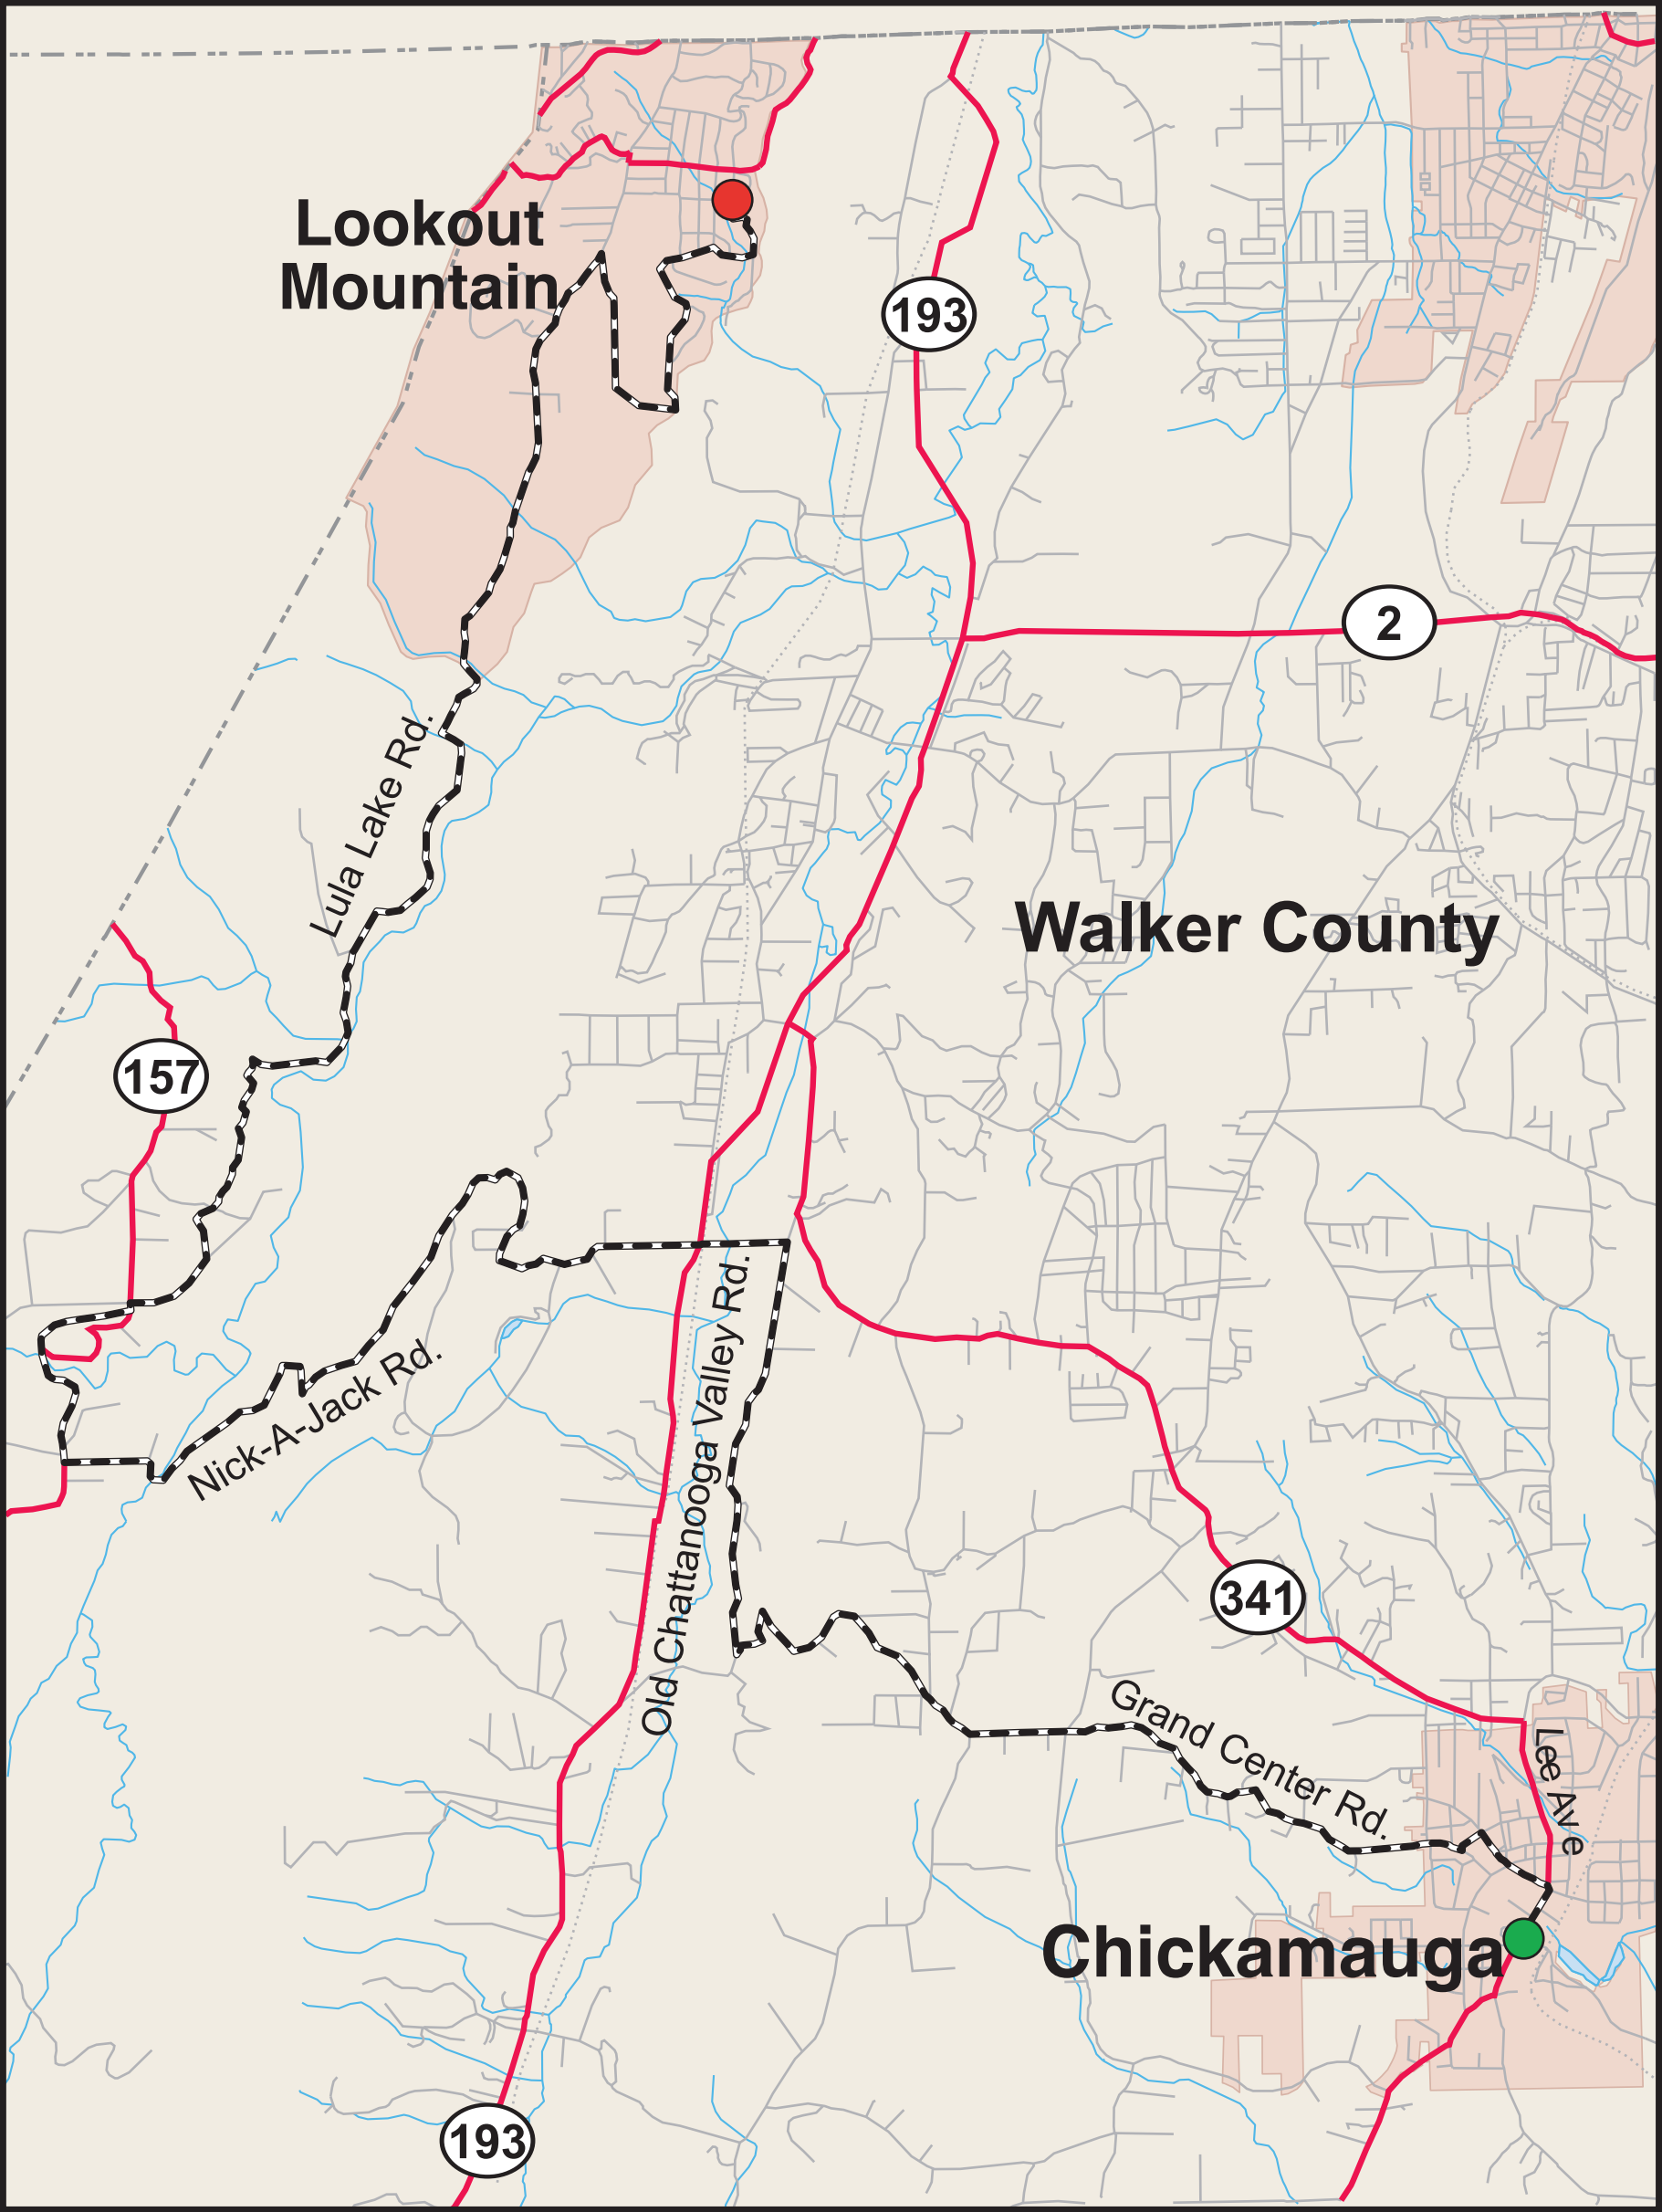 Lookout
Mountain
193
2
Lula Lake Rd.
Walker County
157
Nick-A-Jack Rd.
Old Chattanooga Valley Rd.
341
Grand Center Rd.
Lee Ave
Chickamauga
193